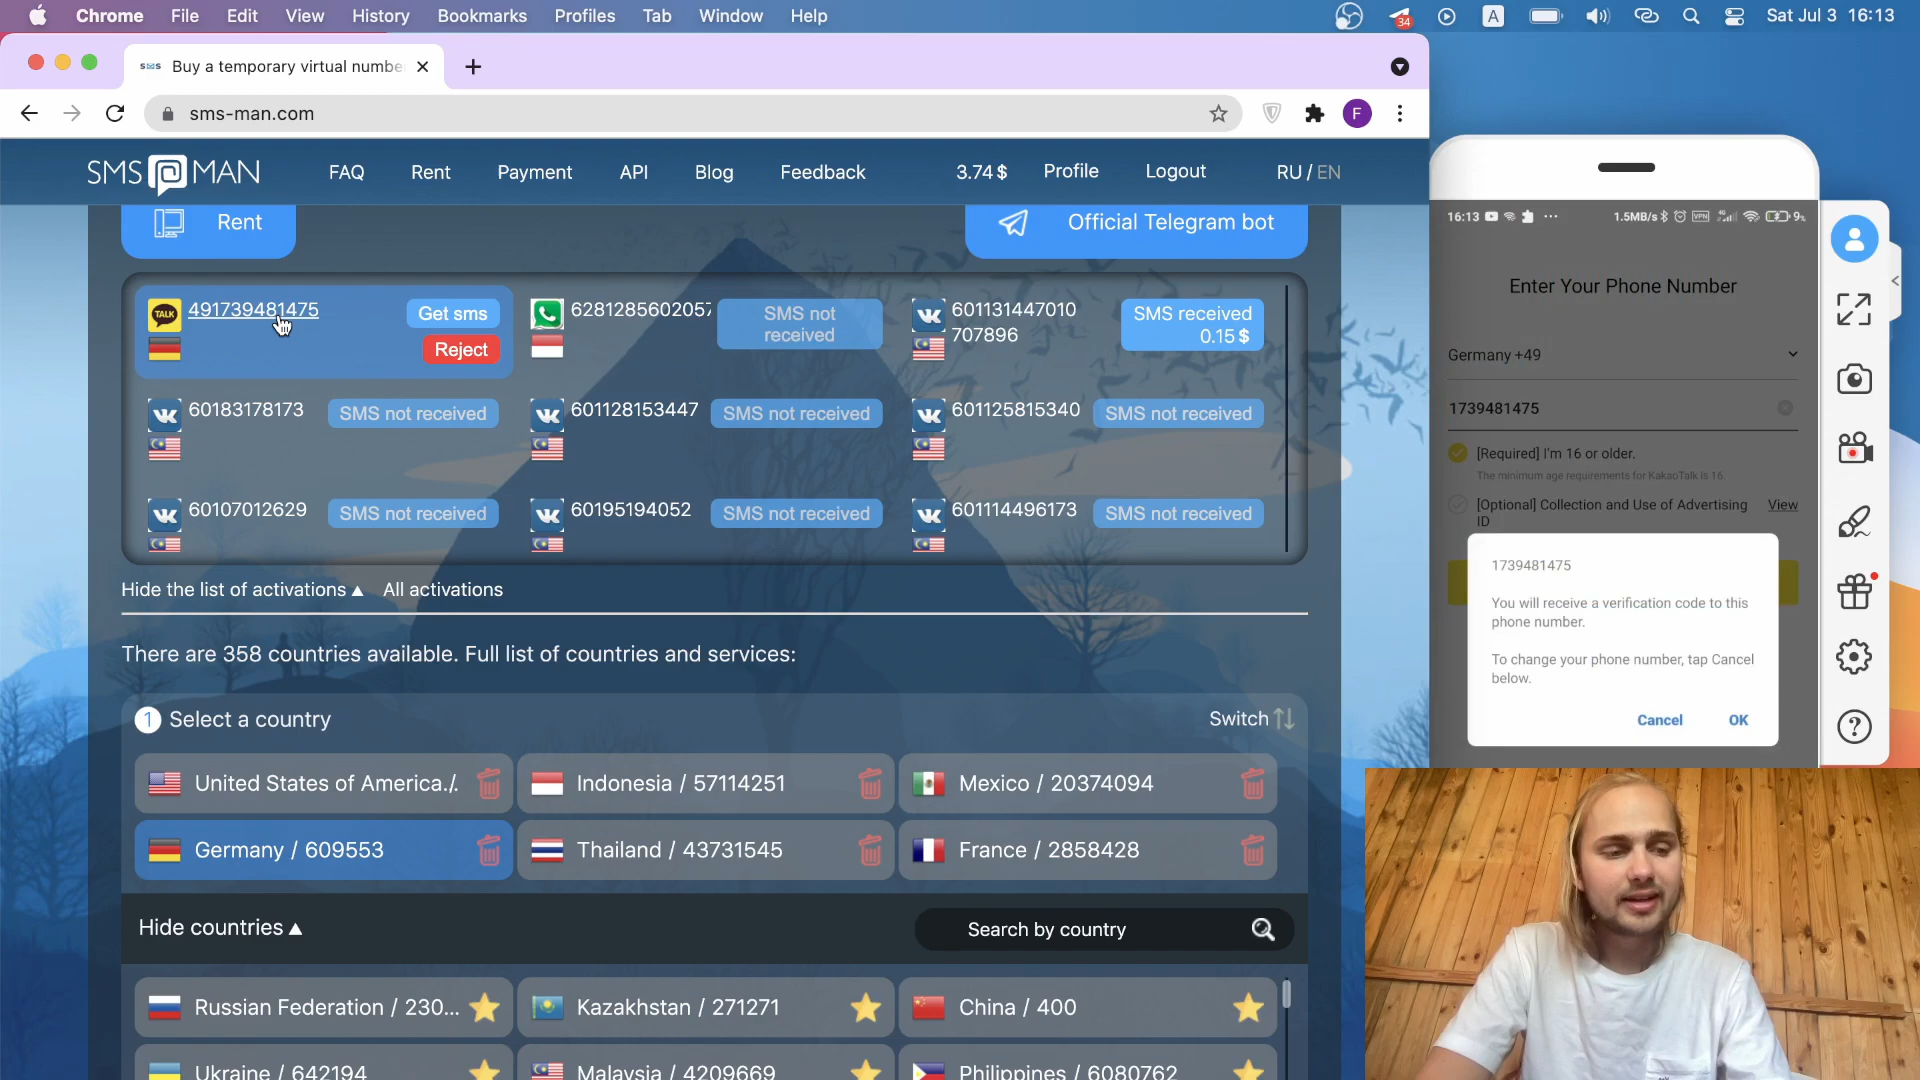 Chrome File Edit View History Bookmarks Profiles Tab Window Help
34 A Sat Jul 3 16:13
SMS Buy a temporary virtual numbe
sms-man.com
F
SMS MAN FAQ Rent Payment API Blog Feedback 3.74 $ Profile Logout RU / EN
Rent
Official Telegram bot
TALK 491739481475 Get sms
Reject
6281285602057 SMS not received
601131447010
707896
SMS received
0.15 $
60183178173 SMS not received
601128153447 SMS not received
601125815340 SMS not received
60107012629 SMS not received
60195194052 SMS not received
601114496173 SMS not received
Hide the list of activations ▲ All activations
There are 358 countries available. Full list of countries and services:
1 Select a country Switch
United States of America./.
Indonesia / 57114251
Mexico / 20374094
Germany / 609553
Thailand / 43731545
France / 2858428
Hide countries ▲ Search by country
Russian Federation / 230...
Kazakhstan / 271271
China / 400
Ukraine / 642194
Malaysia / 4209669
Philippines / 6080762
16:13 ... 1.5MB/s VPN 4G 9%
Enter Your Phone Number
Germany +49
1739481475
[Required] I'm 16 or older.
The minimum age requirements for KakaoTalk is 16.
[Optional] Collection and Use of Advertising ID View
1739481475
You will receive a verification code to this
phone number.
To change your phone number, tap Cancel
below.
Cancel OK